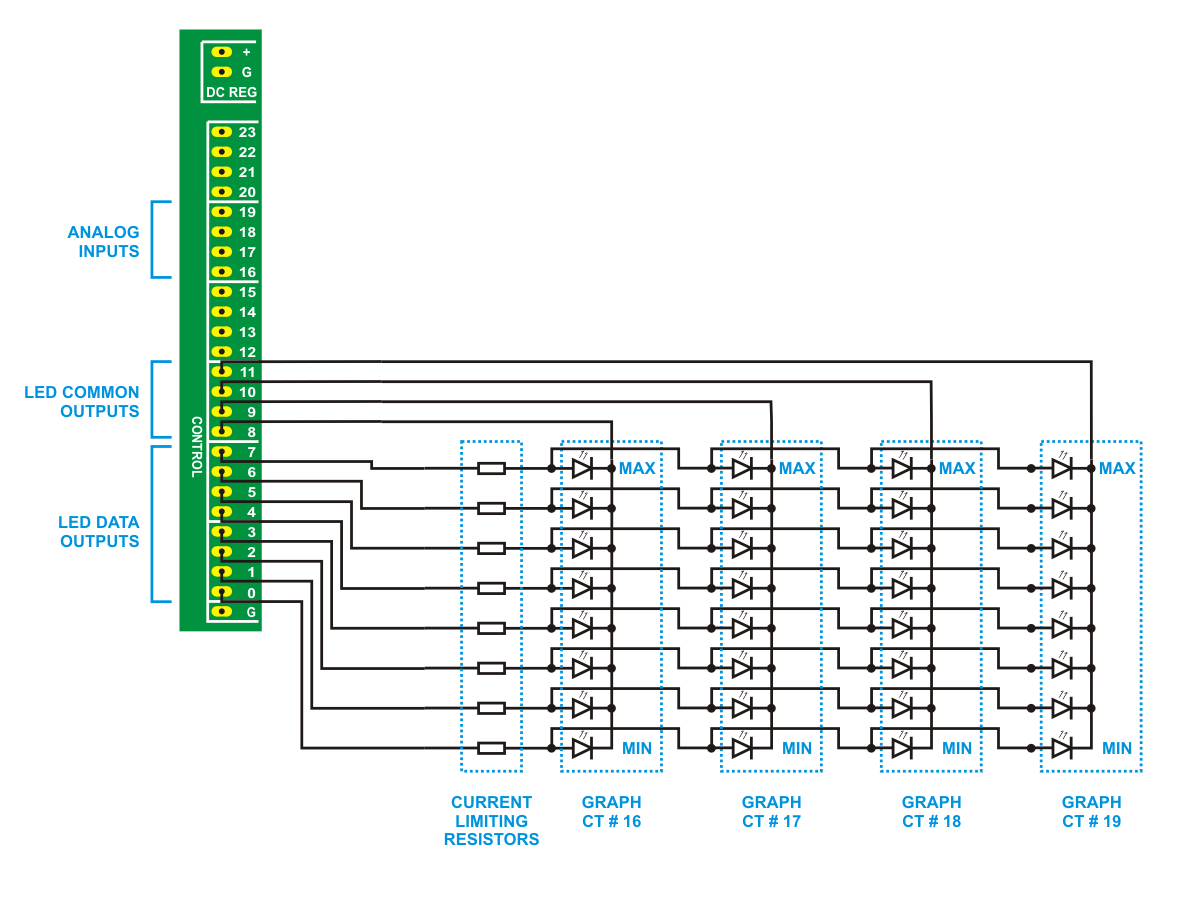 +
G
DC REG
23
22
21
20
19
18
17
16
15
14
13
12
11
10
9
8
7
6
5
4
3
2
1
0
G
CONTROL
ANALOG
INPUTS
LED COMMON
OUTPUTS
LED DATA
OUTPUTS
MAX
MAX
MAX
MAX
MIN
MIN
MIN
MIN
CURRENT
LIMITING
RESISTORS
GRAPH
CT # 16
GRAPH
CT # 17
GRAPH
CT # 18
GRAPH
CT # 19